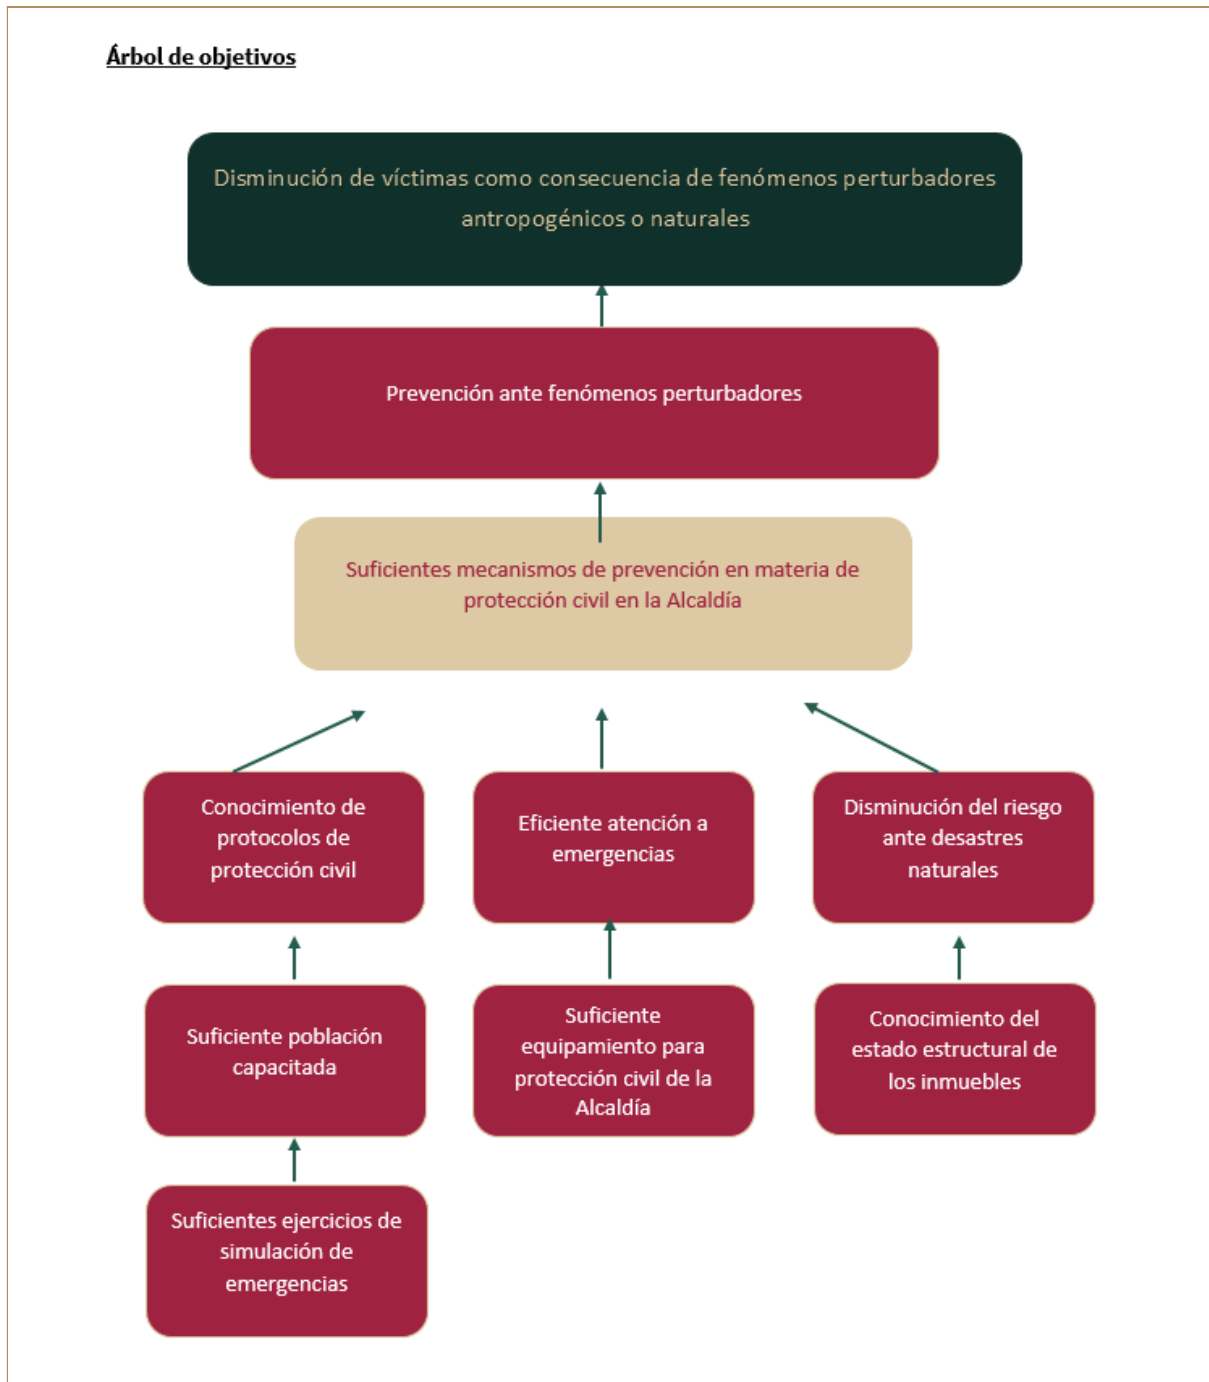 Árbol de objetivos
Disminución de víctimas como consecuencia de fenómenos perturbadores
antropogénicos o naturales
Prevención ante fenómenos perturbadores
Suficientes mecanismos de prevención en materia de
protección civil en la Alcaldía
Conocimiento de
protocolos de
protección civil
Eficiente atención a
emergencias
Disminución del riesgo
ante desastres
naturales
Suficiente población
capacitada
Suficiente
equipamiento para
protección civil de la
Alcaldía
Conocimiento del
estado estructural de
los inmuebles
Suficientes ejercicios de
simulación de
emergencias